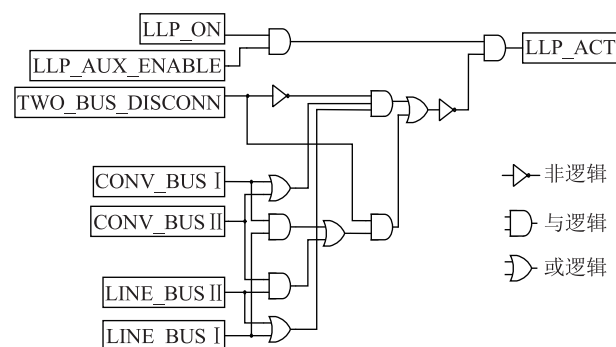 LLP_ON
LLP_ACT
LLP_AUX_ENABLE
TWO_BUS_DISCONN
CONV_BUS Ⅰ
CONV_BUS Ⅱ
LINE_BUS Ⅱ
LINE_BUS Ⅰ
非逻辑
与逻辑
或逻辑